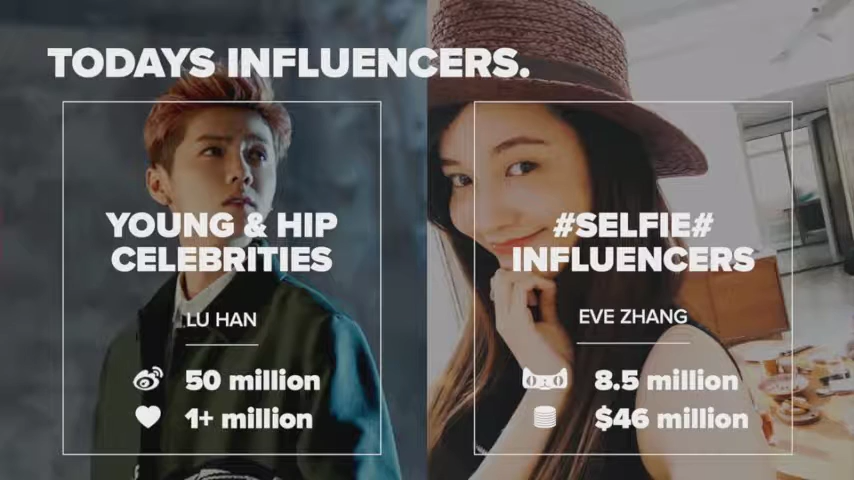 TODAYS INFLUENCERS.
YOUNG & HIP
CELEBRITIES
LU HAN
50 million
1+ million
#SELFIE#
INFLUENCERS
EVE ZHANG
8.5 million
$46 million